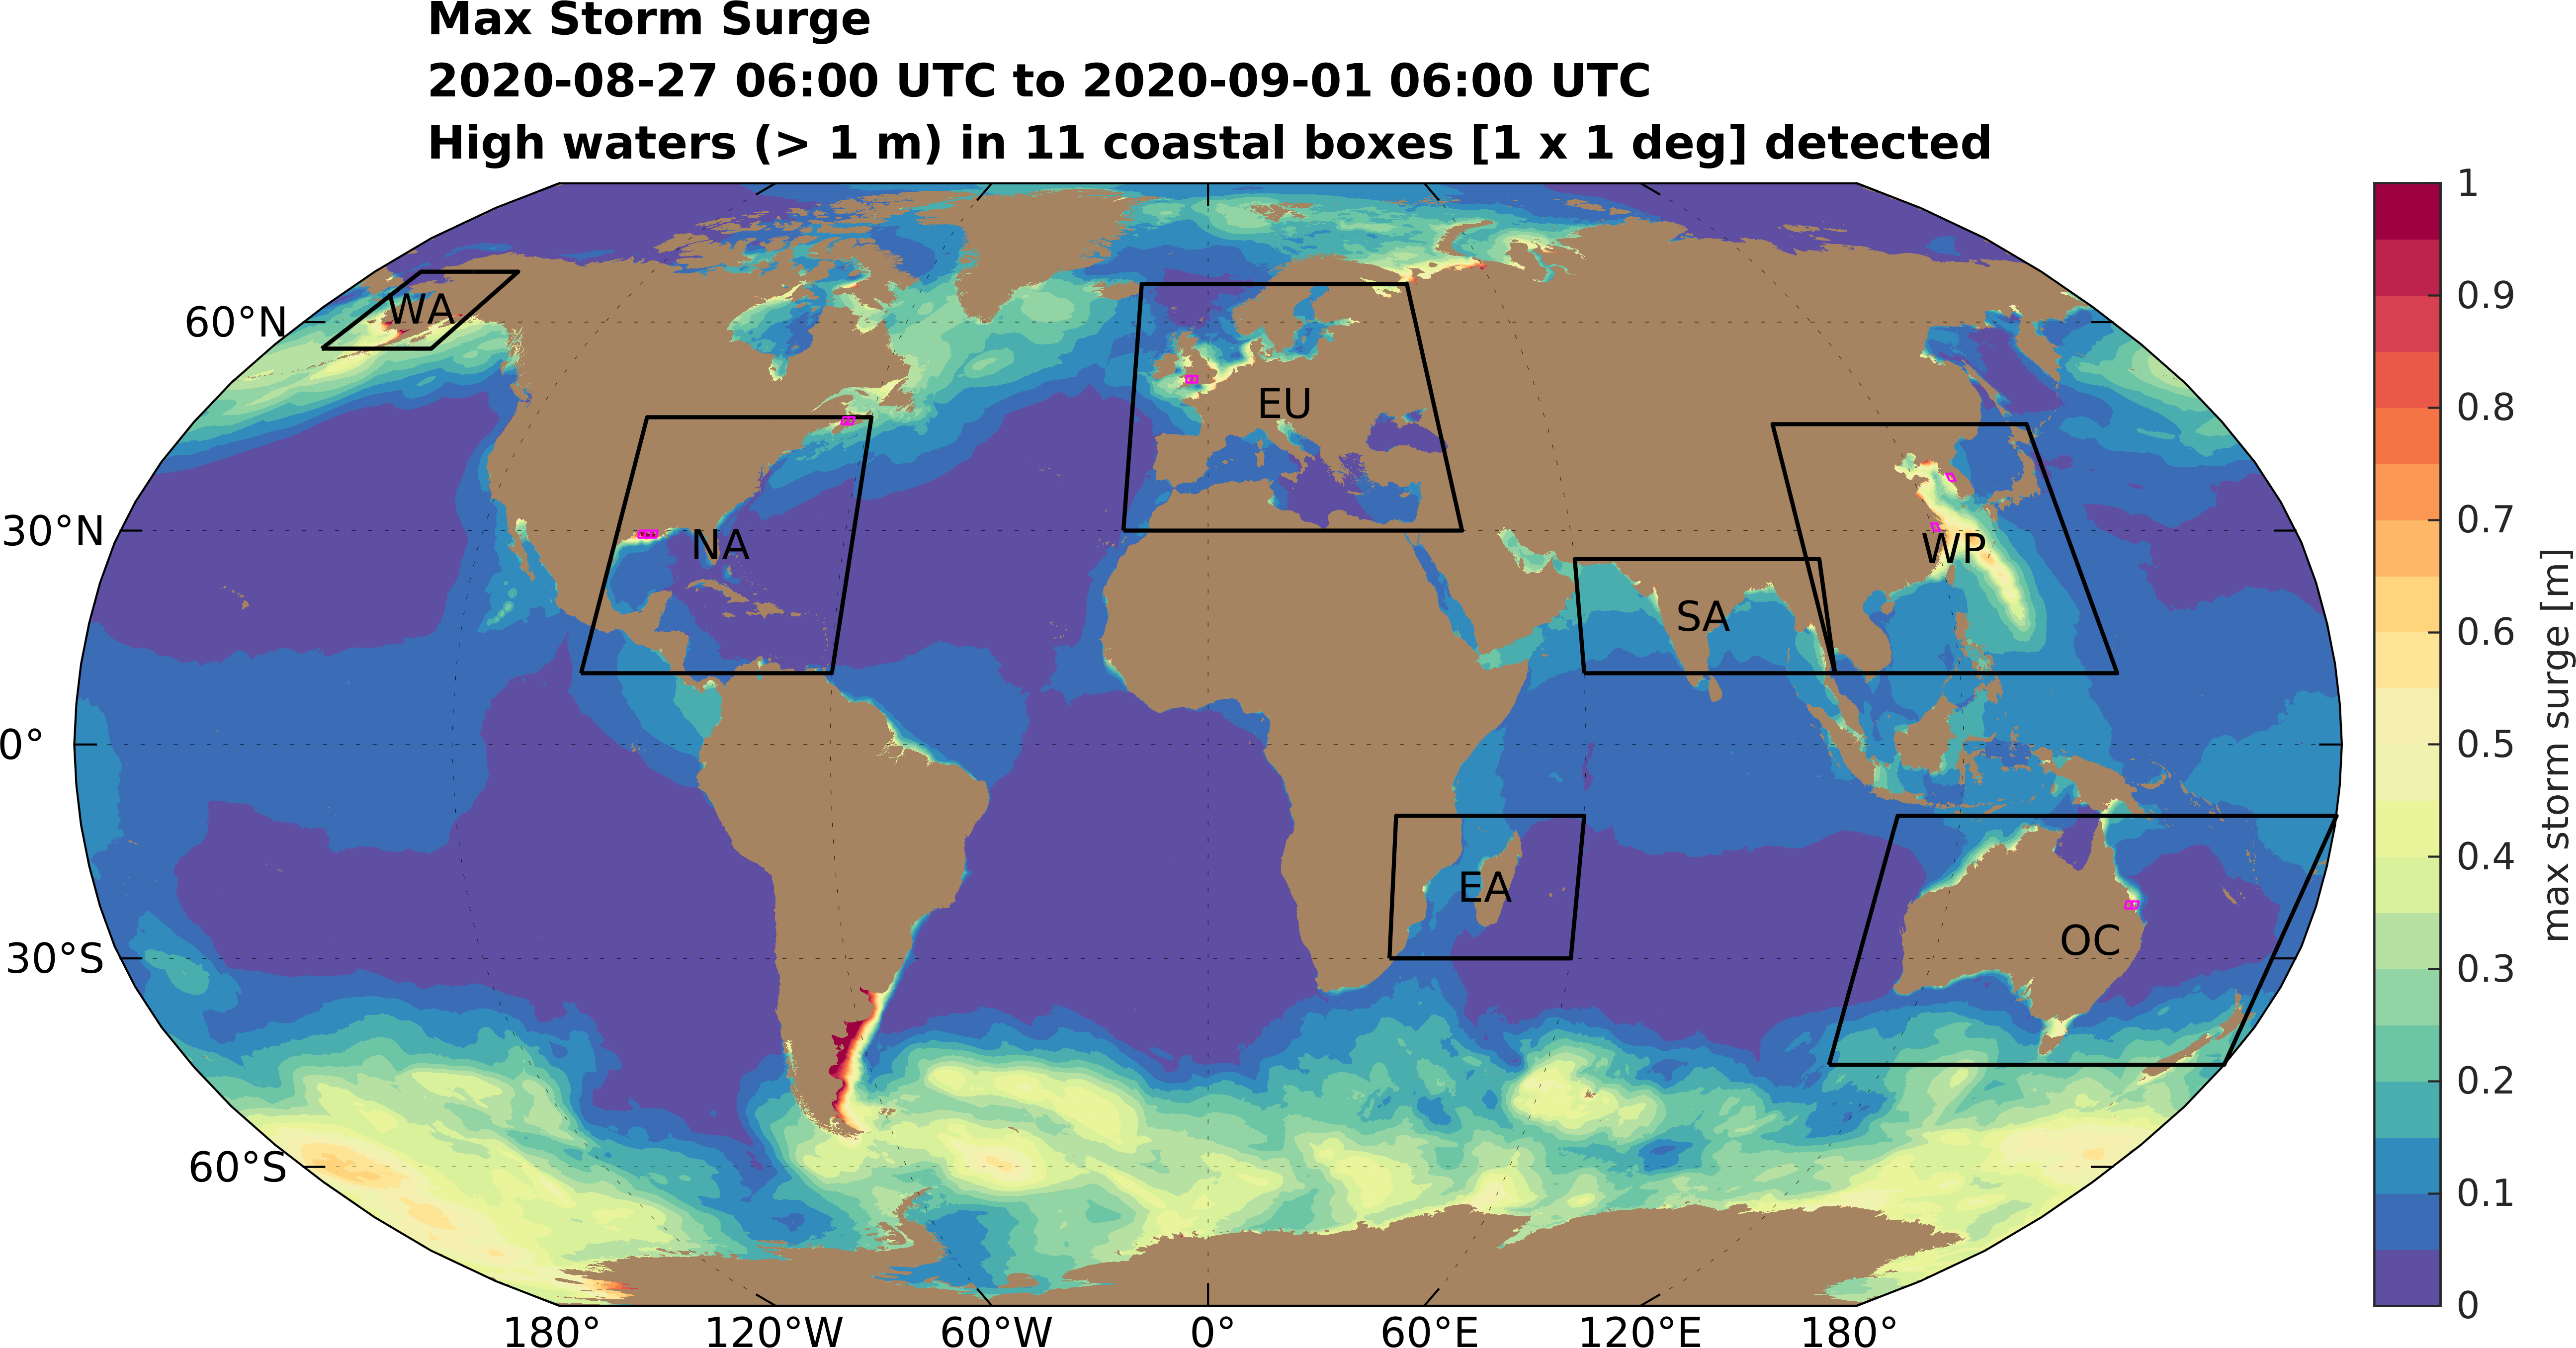 Max Storm Surge
2020-08-27 06:00 UTC to 2020-09-01 06:00 UTC
High waters (> 1 m) in 11 coastal boxes [1 x 1 deg] detected
60°N
30°N
0°
30°S
60°S
WA
NA
EU
SA
WP
EA
OC
180°
120°W
60°W
0°
60°E
120°E
180°
1
0.9
0.8
0.7
0.6
0.5
0.4
0.3
0.2
0.1
0
max storm surge [m]